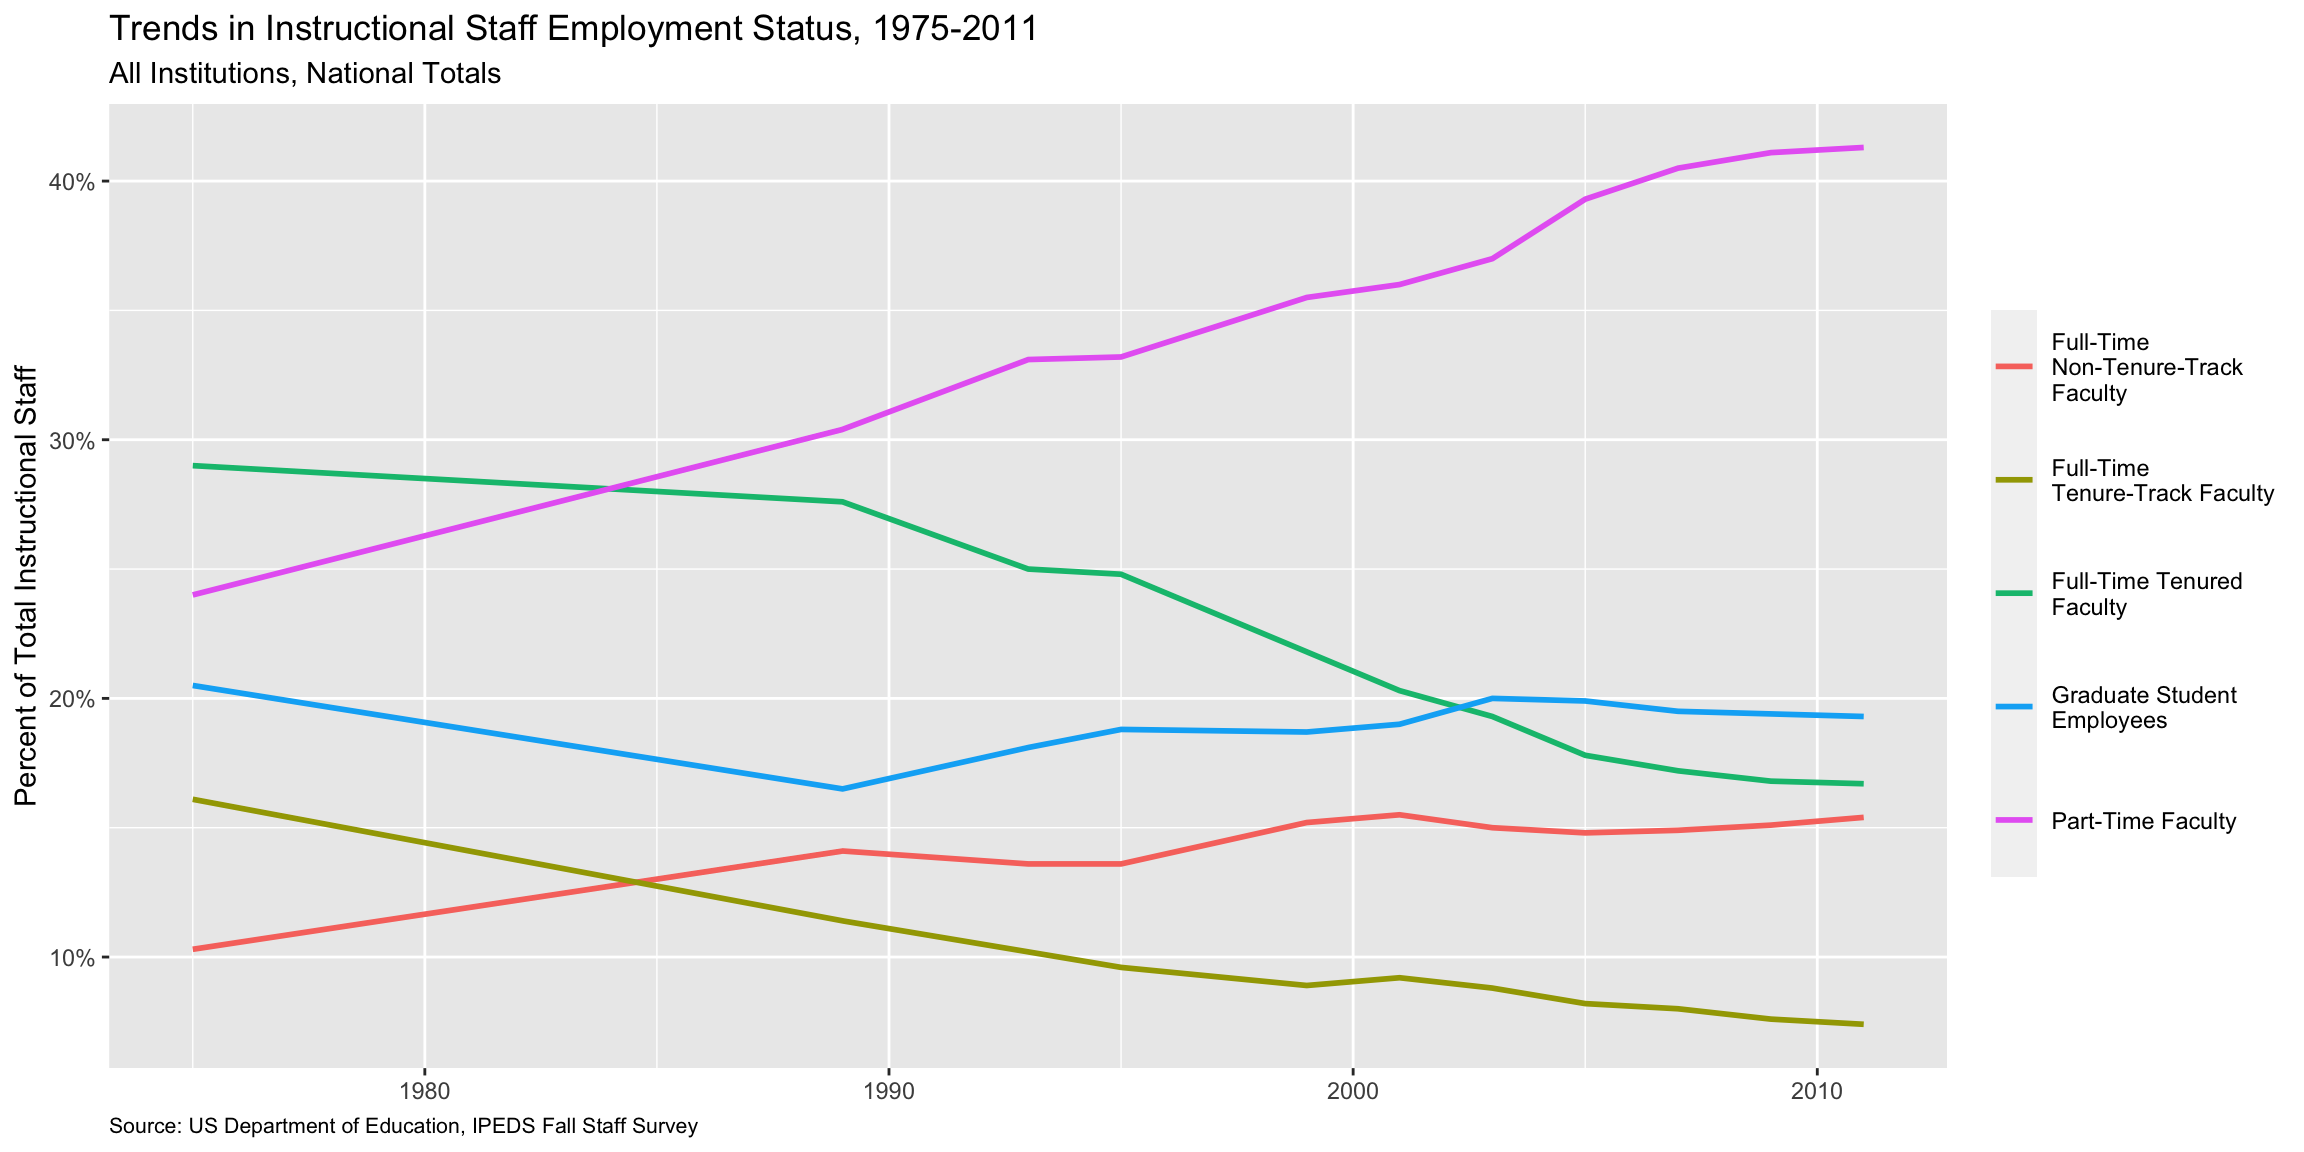 Trends in Instructional Staff Employment Status, 1975-2011
All Institutions, National Totals
Percent of Total Instructional Staff
40%
30%
20%
10%
1980
1990
2000
2010
Full-Time
Non-Tenure-Track
Faculty
Full-Time
Tenure-Track Faculty
Full-Time Tenured
Faculty
Graduate Student
Employees
Part-Time Faculty
Source: US Department of Education, IPEDS Fall Staff Survey